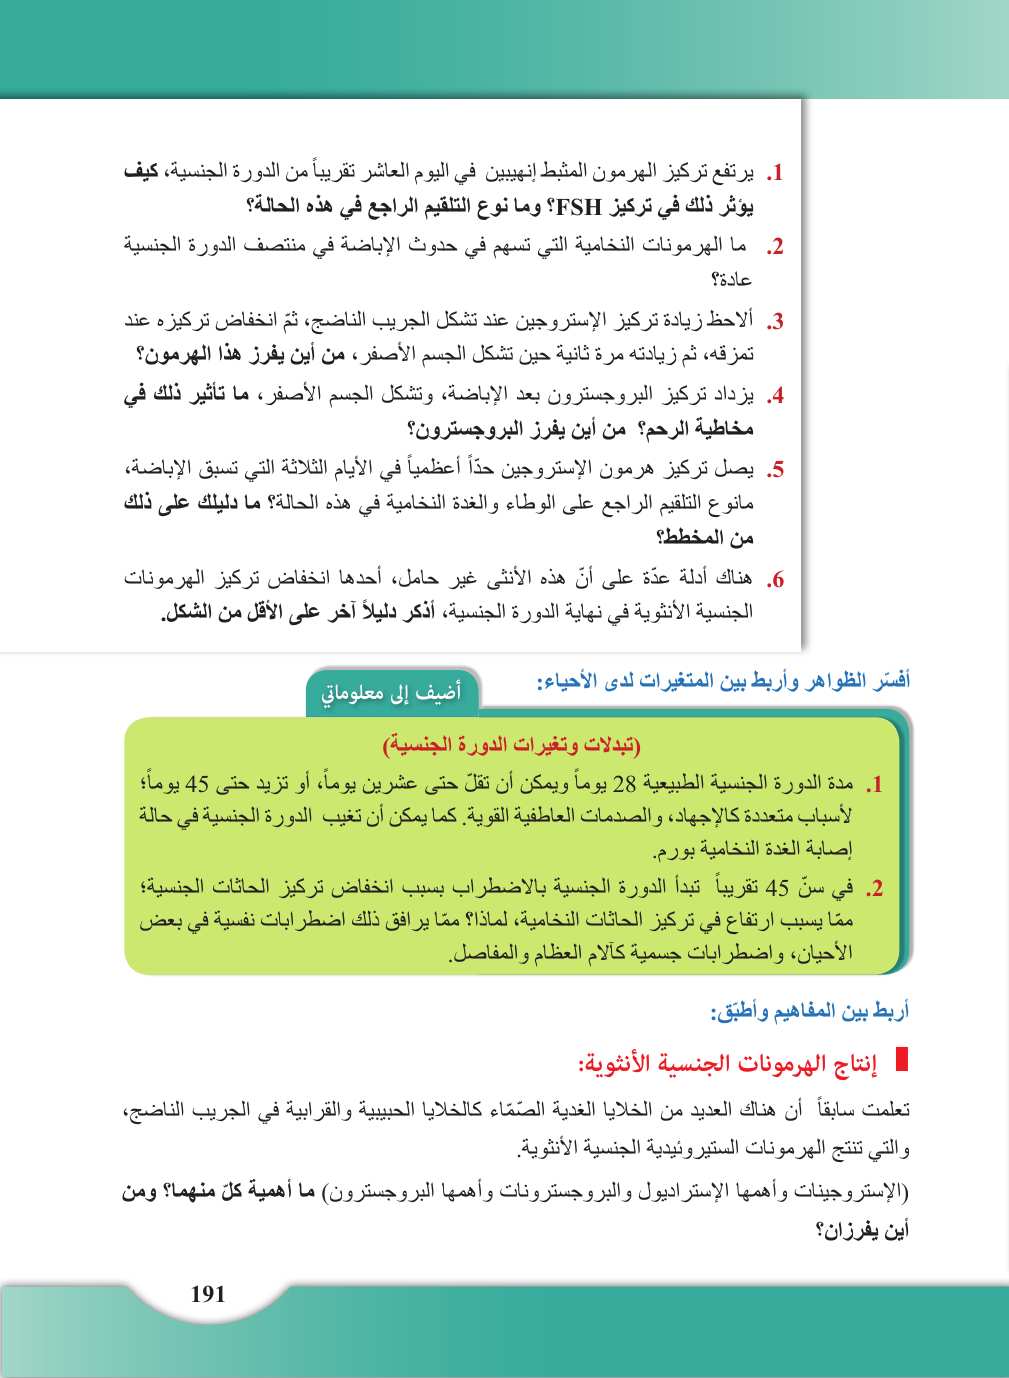 1. يرتفع تركيز الهرمون المثبط إنهيبين في اليوم العاشر تقريباً من الدورة الجنسية، كيف
يؤثر ذلك في تركيز FSH؟ وما نوع التلقيم الراجع في هذه الحالة؟
2. ما الهرمونات النخامية التي تسهم في حدوث الإباضة في منتصف الدورة الجنسية
عادة؟
3. ألاحظ زيادة تركيز الإستروجين عند تشكل الجريب الناضج، ثمّ انخفاض تركيزه عند
تمزقه، ثم زيادته مرة ثانية حين تشكل الجسم الأصفر، من أين يفرز هذا الهرمون؟
4. يزداد تركيز البروجسترون بعد الإباضة، وتشكل الجسم الأصفر، ما تأثير ذلك في
مخاطية الرحم؟ من أين يفرز البروجسترون؟
5. يصل تركيز هرمون الإستروجين حدّاً أعظمياً في الأيام الثلاثة التي تسبق الإباضة،
مانوع التلقيم الراجع على الوطاء والغدة النخامية في هذه الحالة؟ ما دليلك على ذلك
من المخطط؟
6. هناك أدلة عدّة على أنّ هذه الأنثى غير حامل، أحدها انخفاض تركيز الهرمونات
الجنسية الأنثوية في نهاية الدورة الجنسية، أذكر دليلاً آخر على الأقل من الشكل.
أفسّر الظواهر وأربط بين المتغيرات لدى الأحياء:
أضيف إلى معلوماتي
(تبدلات وتغيرات الدورة الجنسية)
1. مدة الدورة الجنسية الطبيعية 28 يوماً ويمكن أن تقلّ حتى عشرين يوماً، أو تزيد حتى 45 يوماً؛
لأسباب متعددة كالإجهاد، والصدمات العاطفية القوية. كما يمكن أن تغيب الدورة الجنسية في حالة
إصابة الغدة النخامية بورم.
2. في سنّ 45 تقريباً تبدأ الدورة الجنسية بالاضطراب بسبب انخفاض تركيز الحاثات الجنسية؛
ممّا يسبب ارتفاع في تركيز الحاثات النخامية، لماذا؟ ممّا يرافق ذلك اضطرابات نفسية في بعض
الأحيان، واضطرابات جسمية كآلام العظام والمفاصل.
أربط بين المفاهيم وأطبّق:
إنتاج الهرمونات الجنسية الأنثوية:
تعلمت سابقاً أن هناك العديد من الخلايا الغدية الصّمّاء كالخلايا الحبيبية والقرابية في الجريب الناضج،
والتي تنتج الهرمونات الستيروئيدية الجنسية الأنثوية.
(الإستروجينات وأهمها الإستراديول والبروجسترونات وأهمها البروجسترون) ما أهمية كلّ منهما؟ ومن
أين يفرزان؟
191